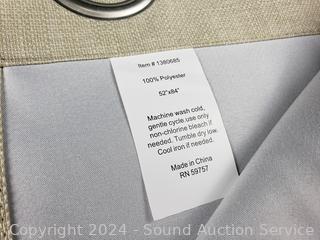 Item # 1380685
100% Polyester
52"x84"
Machine wash cold,
gentle cycle.use only
non-chlorine bleach if
needed. Tumble dry low.
Cool iron if needed.
Made in China
RN 59757
Copyright 2024 - Sound Auction Service